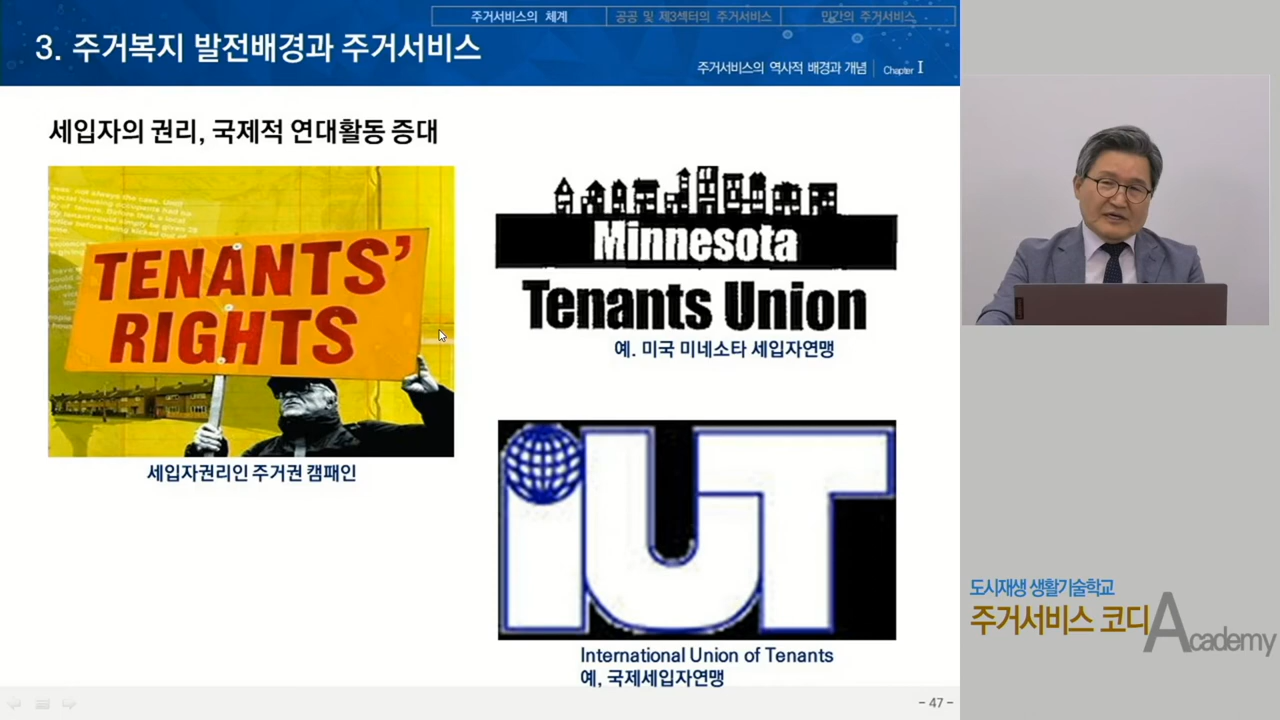 주거서비스의 체계
공공 및 제3섹터의 주거서비스
민간의 주거서비스
3. 주거복지 발전배경과 주거서비스
주거서비스의 역사적 배경과 개념
Chapter I
세입자의 권리, 국제적 연대활동 증대
TENANTS'
RIGHTS
세입자권리인 주거권 캠패인
Minnesota
Tenants Union
예. 미국 미네소타 세입자연맹
iUT
International Union of Tenants
예, 국제세입자연맹
도시재생 생활기술학교
주거서비스 코디 Academy
- 47 -